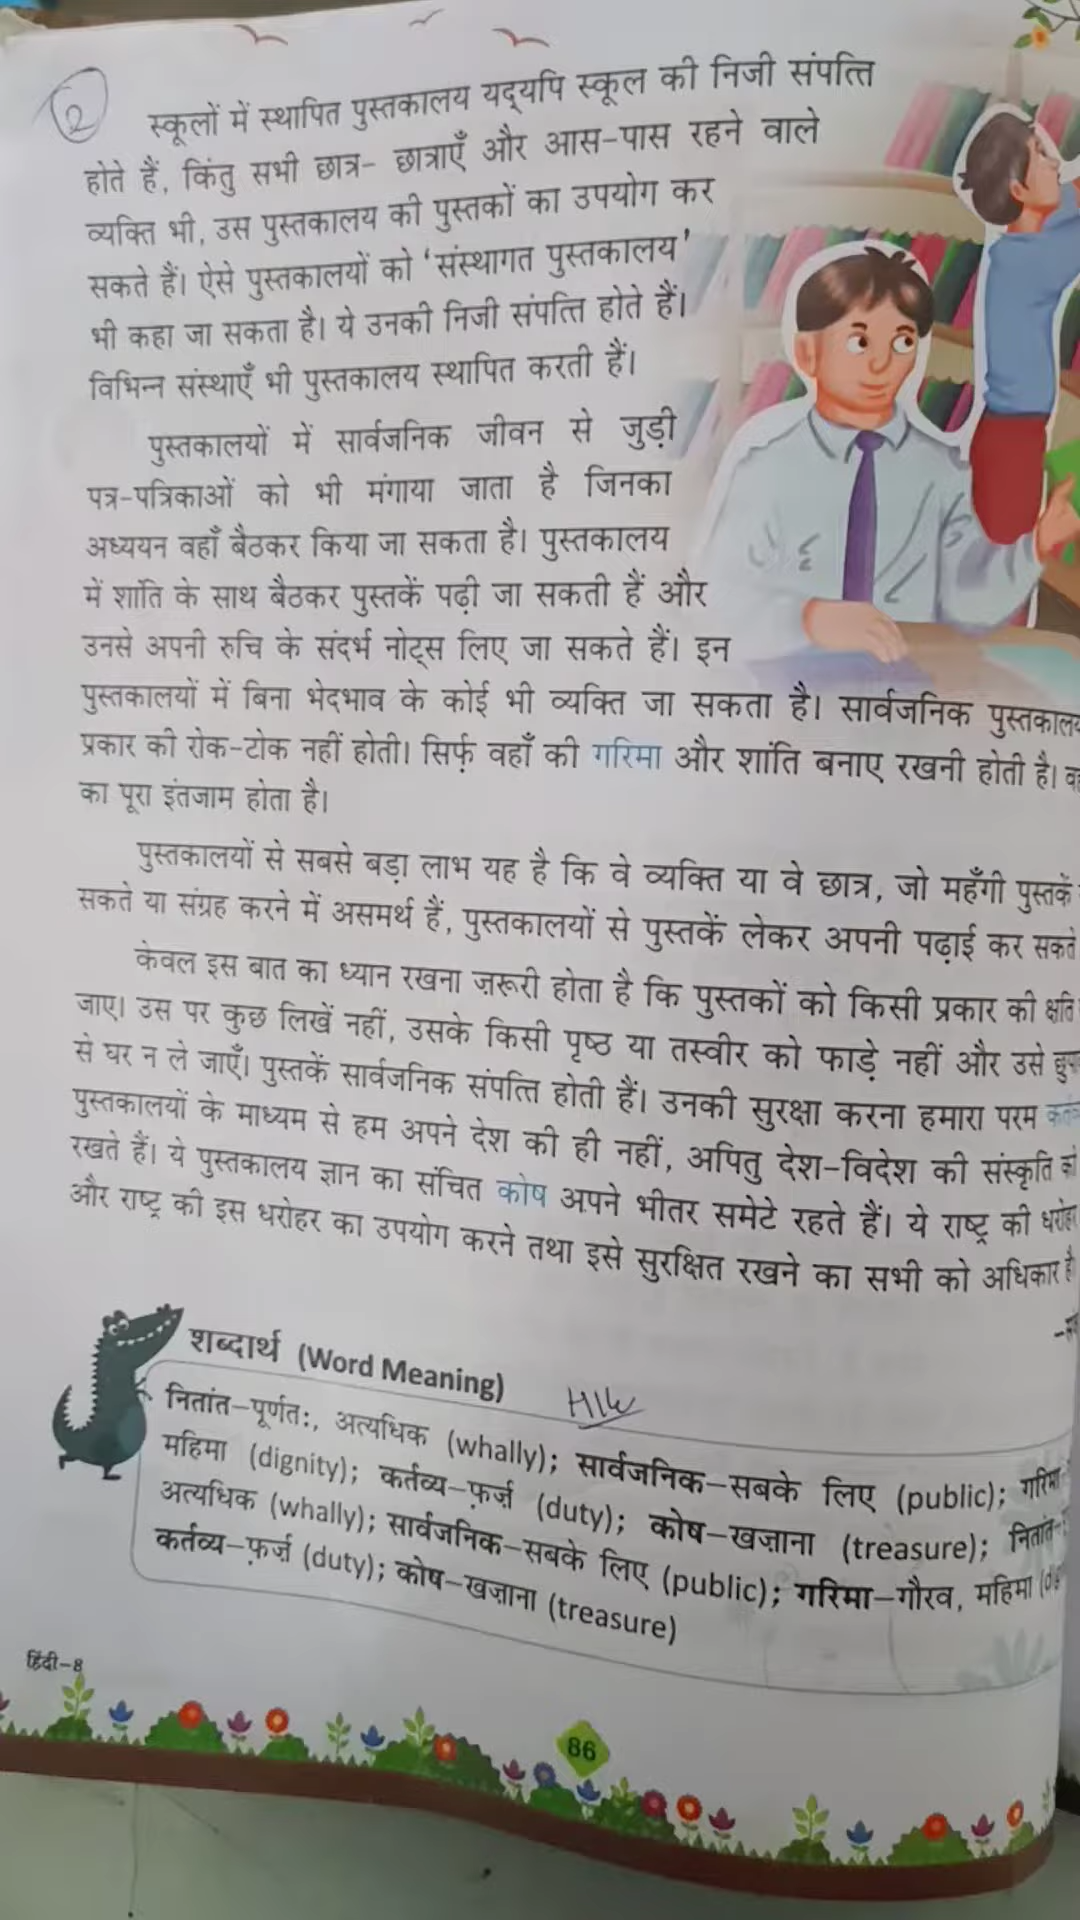 2
स्कूलों में स्थापित पुस्तकालय यद्यपि स्कूल की निजी संपत्ति
होते हैं, किंतु सभी छात्र- छात्राएँ और आस-पास रहने वाले
व्यक्ति भी, उस पुस्तकालय की पुस्तकों का उपयोग कर
सकते हैं। ऐसे पुस्तकालयों को ‘संस्थागत पुस्तकालय’
भी कहा जा सकता है। ये उनकी निजी संपत्ति होते हैं।
विभिन्न संस्थाएँ भी पुस्तकालय स्थापित करती हैं।
पुस्तकालयों में सार्वजनिक जीवन से जुड़ी
पत्र-पत्रिकाओं को भी मंगाया जाता है जिनका
अध्ययन वहाँ बैठकर किया जा सकता है। पुस्तकालय
में शांति के साथ बैठकर पुस्तकें पढ़ी जा सकती हैं और
उनसे अपनी रुचि के संदर्भ नोट्स लिए जा सकते हैं। इन
पुस्तकालयों में बिना भेदभाव के कोई भी व्यक्ति जा सकता है। सार्वजनिक
प्रकार की रोक-टोक नहीं होती। सिर्फ़ वहाँ की गरिमा और शांति बनाए रखनी होती है।
का पूरा इंतजाम होता है।
पुस्तकालयों से सबसे बड़ा लाभ यह है कि वे व्यक्ति या वे छात्र, जो महँगी पुस्तकें
सकते या संग्रह करने में असमर्थ हैं, पुस्तकालयों से पुस्तकें लेकर अपनी पढ़ाई कर सकते
केवल इस बात का ध्यान रखना ज़रूरी होता है कि पुस्तकों को किसी प्रकार की क्षति
जाए। उस पर कुछ लिखें नहीं, उसके किसी पृष्ठ या तस्वीर को फाड़े नहीं और उसे
से घर न ले जाएँ। पुस्तकें सार्वजनिक संपत्ति होती हैं। उनकी सुरक्षा करना हमारा परम
पुस्तकालयों के माध्यम से हम अपने देश की ही नहीं, अपितु देश-विदेश की संस्कृति को
रखते हैं। ये पुस्तकालय ज्ञान का संचित कोष अपने भीतर समेटे रहते हैं। ये राष्ट्र की धरोहर
और राष्ट्र की इस धरोहर का उपयोग करने तथा इसे सुरक्षित रखने का सभी को अधिकार है।
शब्दार्थ (Word Meaning)
H/W
नितांत–पूर्णतः, अत्यधिक (whally); सार्वजनिक–सबके लिए (public); गरिमा
महिमा (dignity); कर्तव्य–फ़र्ज़ (duty); कोष–खज़ाना (treasure); नितांत–
अत्यधिक (whally); सार्वजनिक–सबके लिए (public); गरिमा–गौरव, महिमा
कर्तव्य–फ़र्ज़ (duty); कोष–खज़ाना (treasure)
हिंदी–8
86